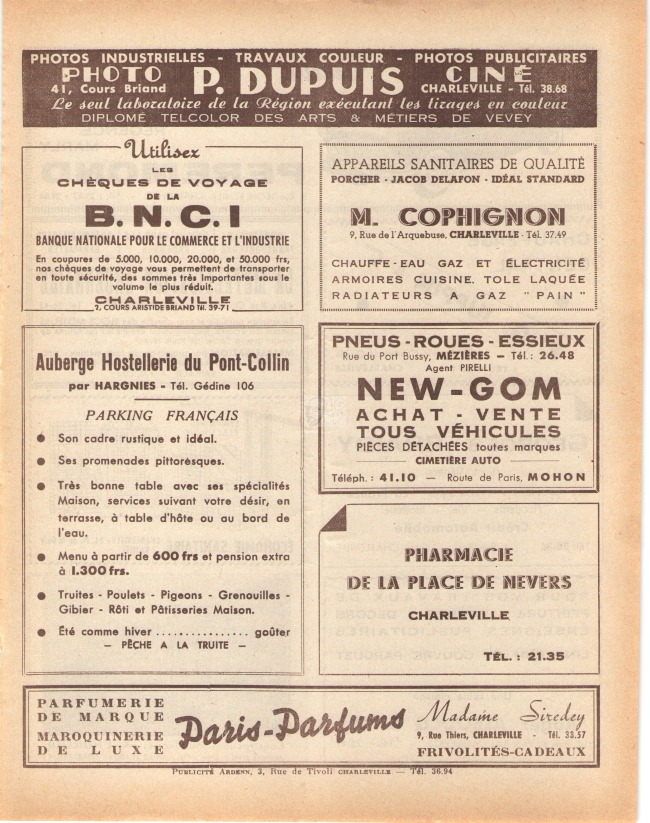 PHOTOS INDUSTRIELLES - TRAVAUX COULEUR - PHOTOS PUBLICITAIRES
PHOTO P. DUPUIS CINÉ
41, Cours Briand CHARLEVILLE - Tél. 38.68
Le seul laboratoire de la Région exécutant les tirages en couleur
DIPLOMÉ TELCOLOR DES ARTS & MÉTIERS DE VEVEY
Utilisez
LES
CHÈQUES DE VOYAGE
DE LA
B.N.C.I
BANQUE NATIONALE POUR LE COMMERCE ET L'INDUSTRIE
En coupures de 5.000, 10.000, 20.000, et 50.000 frs,
nos chéques de voyage vous permettent de transporter
en toute sécurité, des sommes très importantes sous le
volume le plus réduit.
CHARLEVILLE
2, COURS ARISTIDE BRIAND Tél. 39-71
APPAREILS SANITAIRES DE QUALITÉ
PORCHER - JACOB DELAFON - IDÉAL STANDARD
M. COPHIGNON
9, Rue de l'Arquebuse, CHARLEVILLE - Tél. 37.49
CHAUFFE-EAU GAZ ET ÉLECTRICITÉ
ARMOIRES CUISINE. TOLE LAQUÉE
RADIATEURS A GAZ "PAIN"
Auberge Hostellerie du Pont-Collin
par HARGNIES - Tél. Gédine 106
PARKING FRANÇAIS
● Son cadre rustique et idéal.
● Ses promenades pittoresques.
● Très bonne table avec ses spécialités
Maison, services suivant votre désir, en
terrasse, à table d'hôte ou au bord de
l'eau.
● Menu à partir de 600 frs et pension extra
à 1.300 frs.
● Truites - Poulets - Pigeons - Grenouilles -
Gibier - Rôti et Pâtisseries Maison.
● Été comme hiver ................ goûter
— PÊCHE A LA TRUITE —
PNEUS - ROUES - ESSIEUX
Rue du Port Bussy, MÉZIÈRES — Tél.: 26.48
Agent PIRELLI
NEW-GOM
ACHAT - VENTE
TOUS VÉHICULES
PIÈCES DÉTACHÉES toutes marques
CIMETIÈRE AUTO
Téléph. : 41.10 — Route de Paris, MOHON
PHARMACIE
DE LA PLACE DE NEVERS
CHARLEVILLE
TÉL. : 21.35
PARFUMERIE
DE MARQUE
MAROQUINERIE
DE LUXE
Paris-Parfums
Madame Siredey
9, Rue Thiers, CHARLEVILLE - Tél. 33.57
FRIVOLITÉS-CADEAUX
PUBLICITÉ ARDENN, 3, Rue de Tivoli CHARLEVILLE — Tél. 36.94